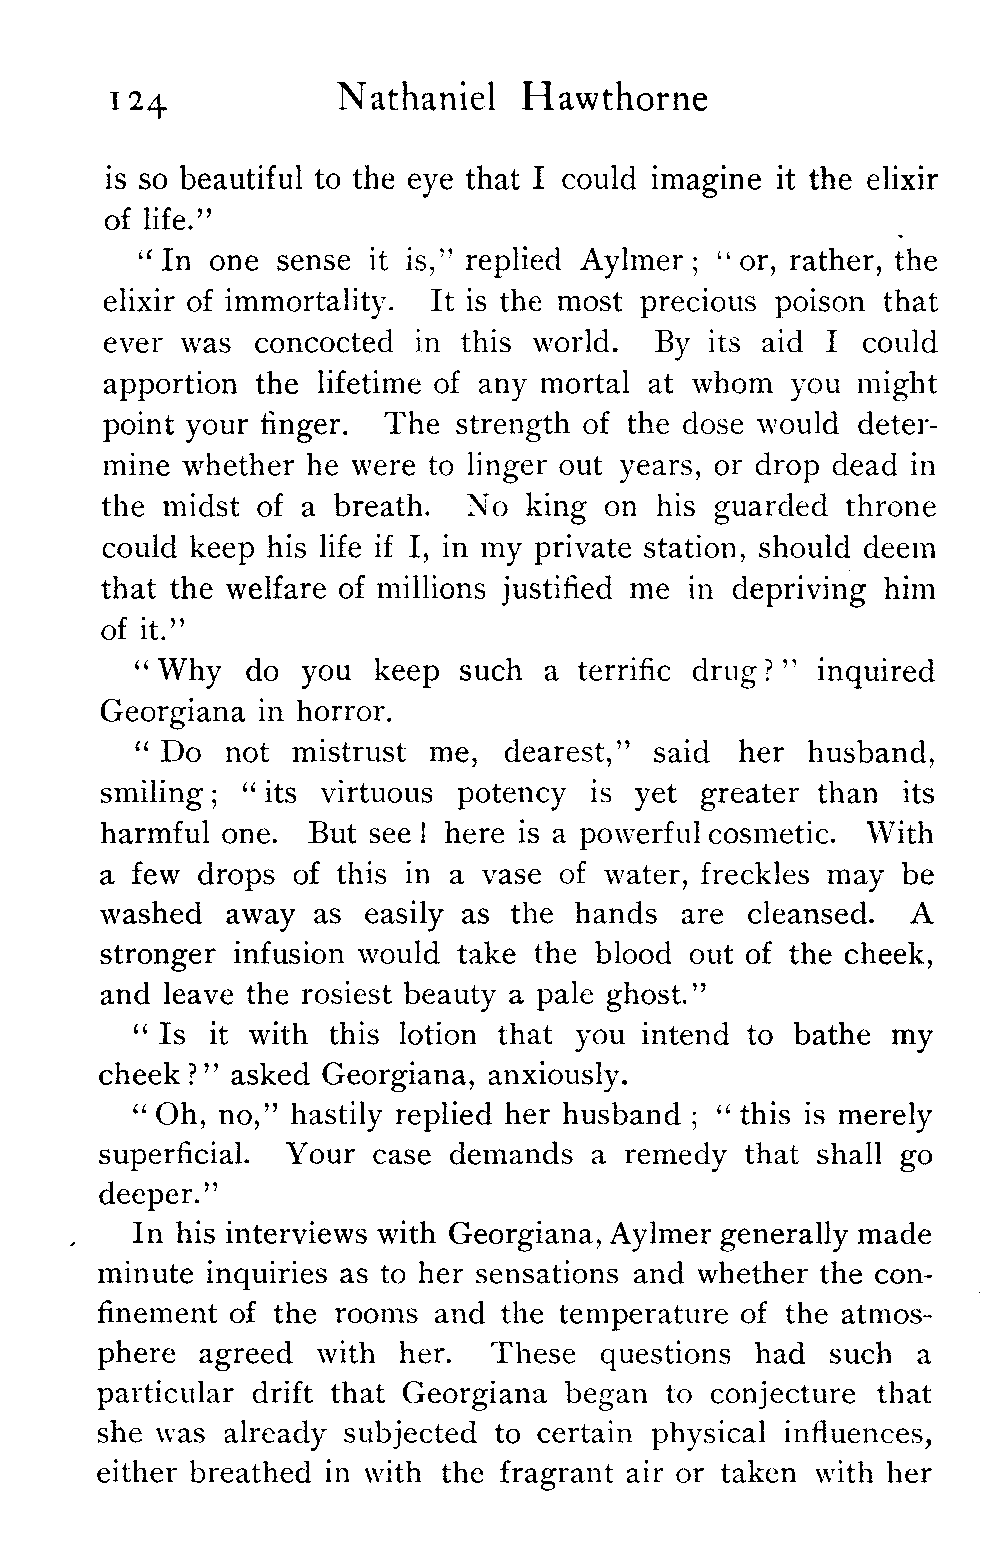 124 Nathaniel Hawthorne
is so beautiful to the eye that I could imagine it the elixir
of life.”
“ In one sense it is,” replied Aylmer ; “ or, rather, the
elixir of immortality. It is the most precious poison that
ever was concocted in this world. By its aid I could
apportion the lifetime of any mortal at whom you might
point your finger. The strength of the dose would deter-
mine whether he were to linger out years, or drop dead in
the midst of a breath. No king on his guarded throne
could keep his life if I, in my private station, should deem
that the welfare of millions justified me in depriving him
of it.”
“ Why do you keep such a terrific drug ? ” inquired
Georgiana in horror.
“ Do not mistrust me, dearest,” said her husband,
smiling ; “ its virtuous potency is yet greater than its
harmful one. But see ! here is a powerful cosmetic. With
a few drops of this in a vase of water, freckles may be
washed away as easily as the hands are cleansed. A
stronger infusion would take the blood out of the cheek,
and leave the rosiest beauty a pale ghost.”
“ Is it with this lotion that you intend to bathe my
cheek ? ” asked Georgiana, anxiously.
“ Oh, no,” hastily replied her husband ; “ this is merely
superficial. Your case demands a remedy that shall go
deeper.”
In his interviews with Georgiana, Aylmer generally made
minute inquiries as to her sensations and whether the con-
finement of the rooms and the temperature of the atmos-
phere agreed with her. These questions had such a
particular drift that Georgiana began to conjecture that
she was already subjected to certain physical influences,
either breathed in with the fragrant air or taken with her